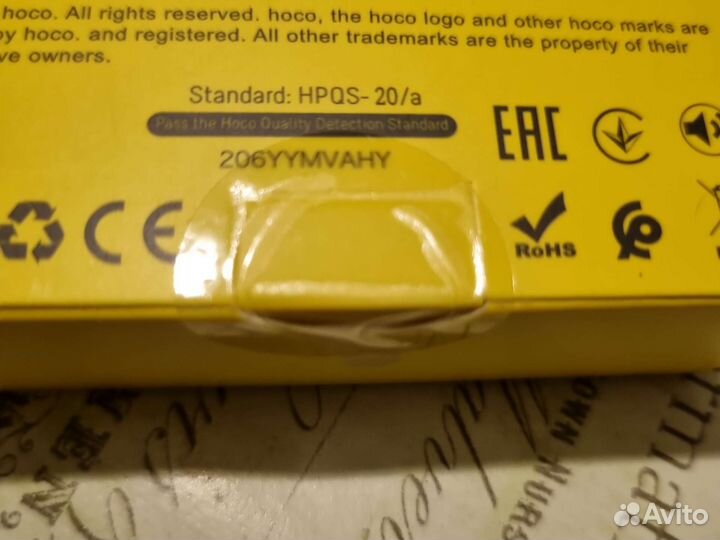 hoco. All rights reserved. hoco, the hoco logo and other hoco marks are
by hoco. and registered. All other trademarks are the property of their
ve owners.
Standard: HPQS- 20/a
Pass the Hoco Quality Detection Standard
206YYMVAHY
EAC
CE
RoHS
OWN
NURS
Avito